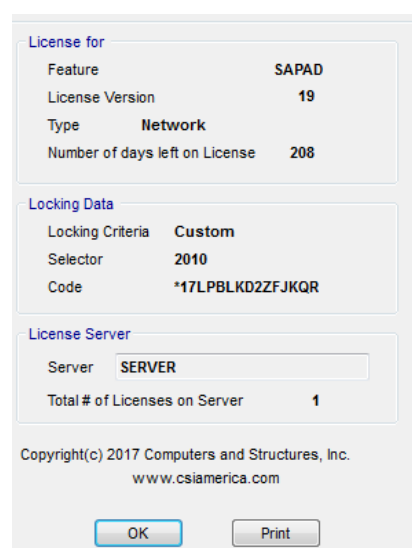 License for
Feature SAPAD
License Version 19
Type Network
Number of days left on License 208
Locking Data
Locking Criteria Custom
Selector 2010
Code *17LPBLKD2ZFJKQR
License Server
Server SERVER
Total # of Licenses on Server 1
Copyright(c) 2017 Computers and Structures, Inc.
www.csiamerica.com
OK Print